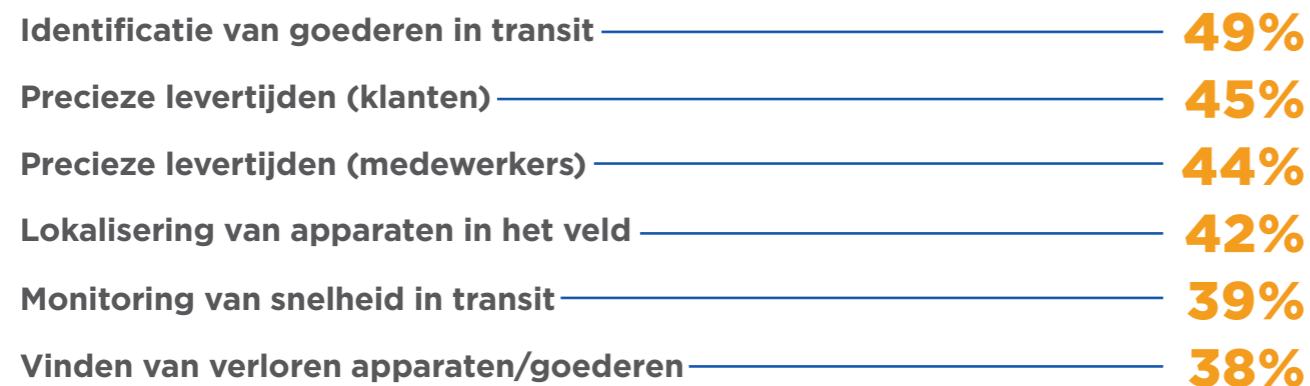 Identificatie van goederen in transit 49%
Precieze levertijden (klanten) 45%
Precieze levertijden (medewerkers) 44%
Lokalisering van apparaten in het veld 42%
Monitoring van snelheid in transit 39%
Vinden van verloren apparaten/goederen 38%